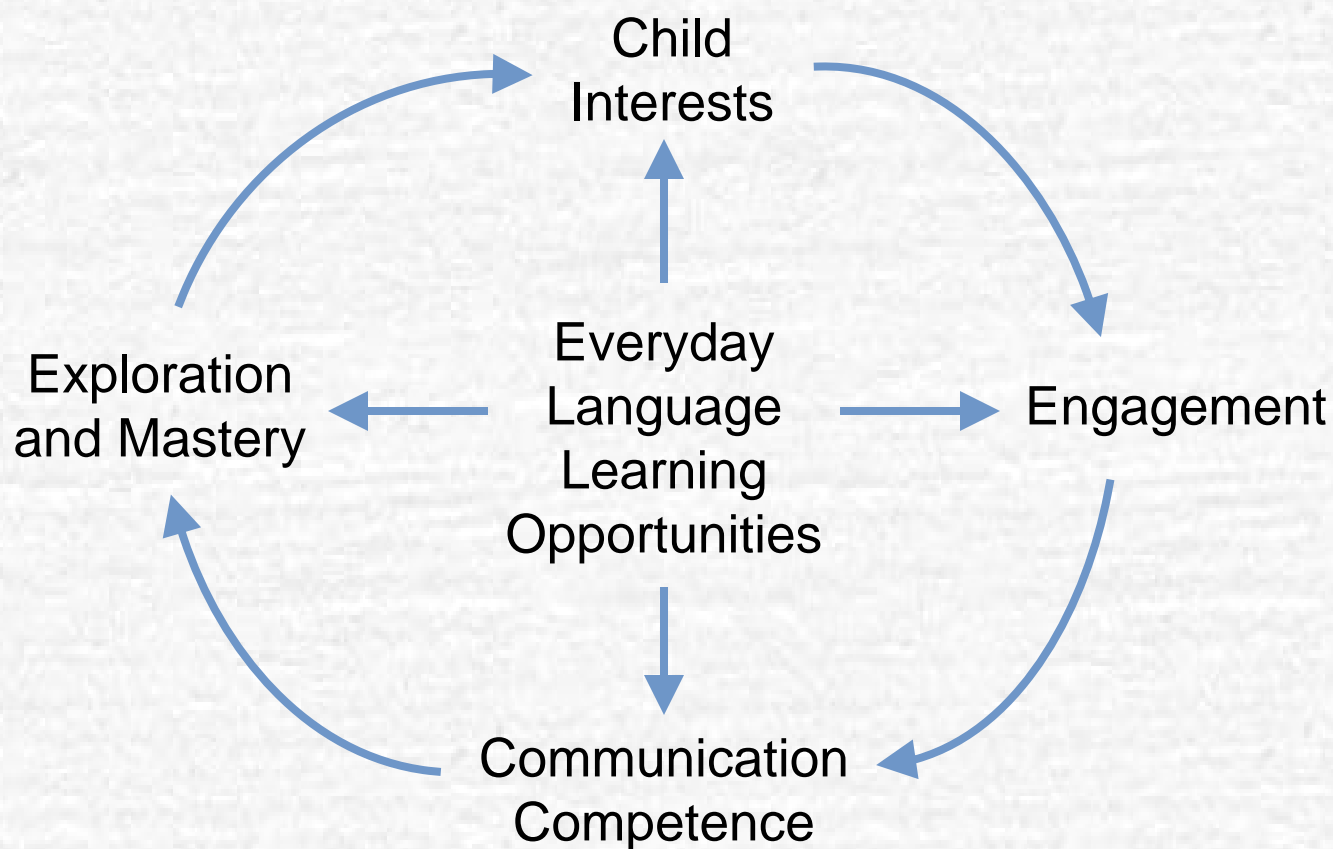 Child
Interests
Everyday
Language
Learning
Opportunities
Exploration
and Mastery
Engagement
Communication
Competence